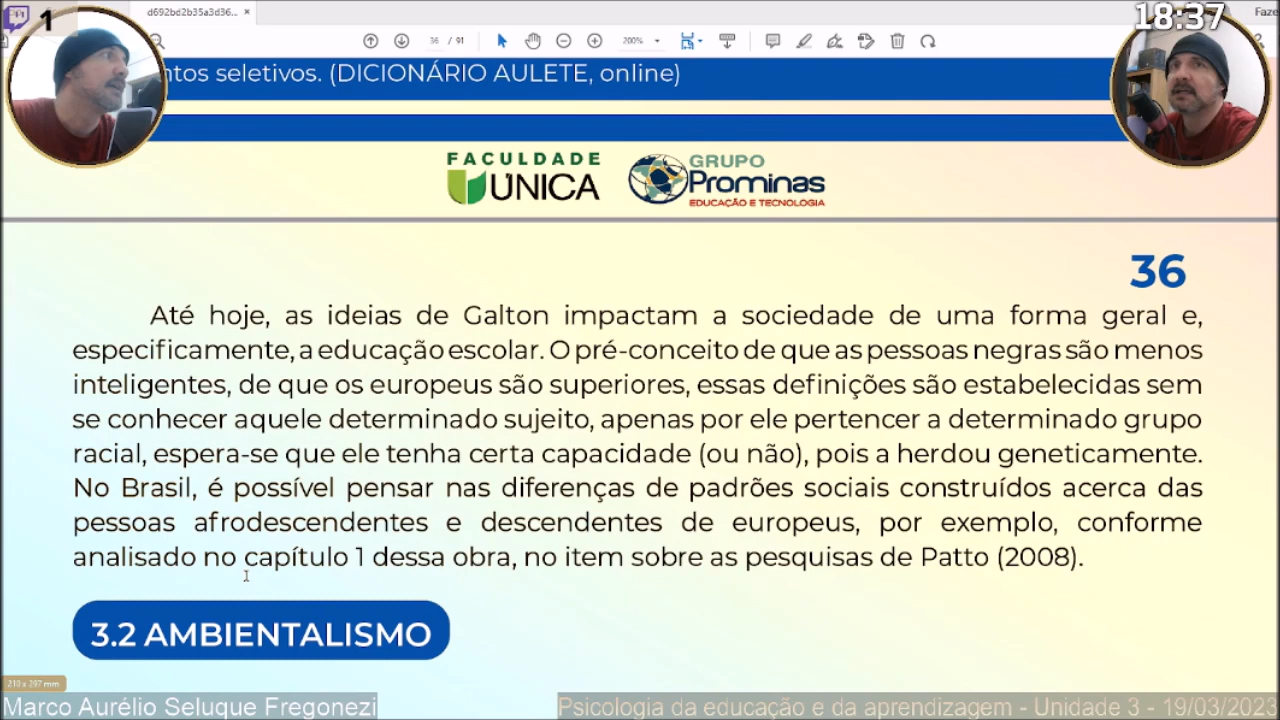 1
d692bd2b35a3d36...
18:37
Faze
36 / 91
200%
ntos seletivos. (DICIONÁRIO AULETE, online)
FACULDADE
ÚNICA
GRUPO
Prominas
EDUCAÇÃO E TECNOLOGIA
36
Até hoje, as ideias de Galton impactam a sociedade de uma forma geral e,
especificamente, a educação escolar. O pré-conceito de que as pessoas negras são menos
inteligentes, de que os europeus são superiores, essas definições são estabelecidas sem
se conhecer aquele determinado sujeito, apenas por ele pertencer a determinado grupo
racial, espera-se que ele tenha certa capacidade (ou não), pois a herdou geneticamente.
No Brasil, é possível pensar nas diferenças de padrões sociais construídos acerca das
pessoas afrodescendentes e descendentes de europeus, por exemplo, conforme
analisado no capítulo 1 dessa obra, no item sobre as pesquisas de Patto (2008).
3.2 AMBIENTALISMO
210 x 297 mm
Marco Aurélio Seluque Fregonezi
Psicologia da educação e da aprendizagem - Unidade 3 - 19/03/2023